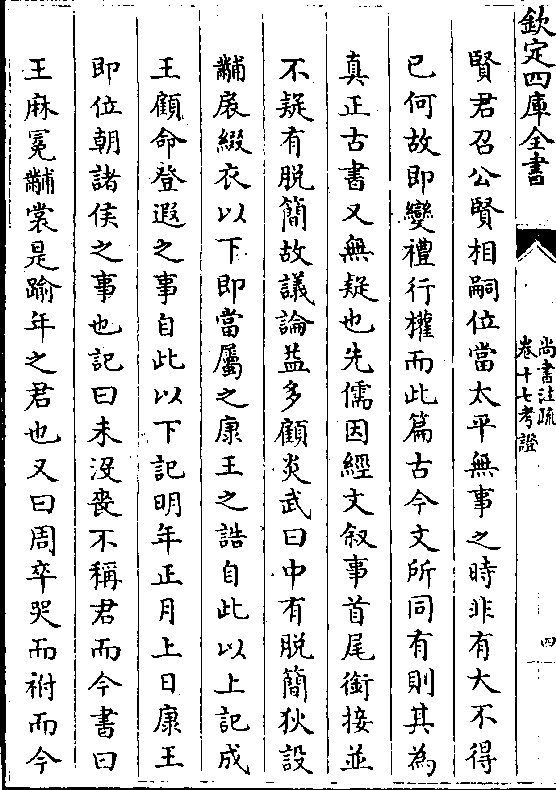 欽定四庫全書
尚書注疏
卷十七考證
四
賢君召公賢相嗣位當太平無事之時非有大不得
已何故即變禮行權而此篇古今文所同有則其為
真正古書又無疑也先儒因經文叙事首尾銜接並
不疑有脱簡故議論益多顧炎武曰中有脱簡狄設
黼扆綴衣以下即當屬之康王之誥自此以上記成
王顧命登遐之事自此以下記明年正月上日康王
即位朝諸侯之事也記曰未沒喪不稱君而今書曰
王麻冕黼裳是踰年之君也又曰周卒哭而祔而今